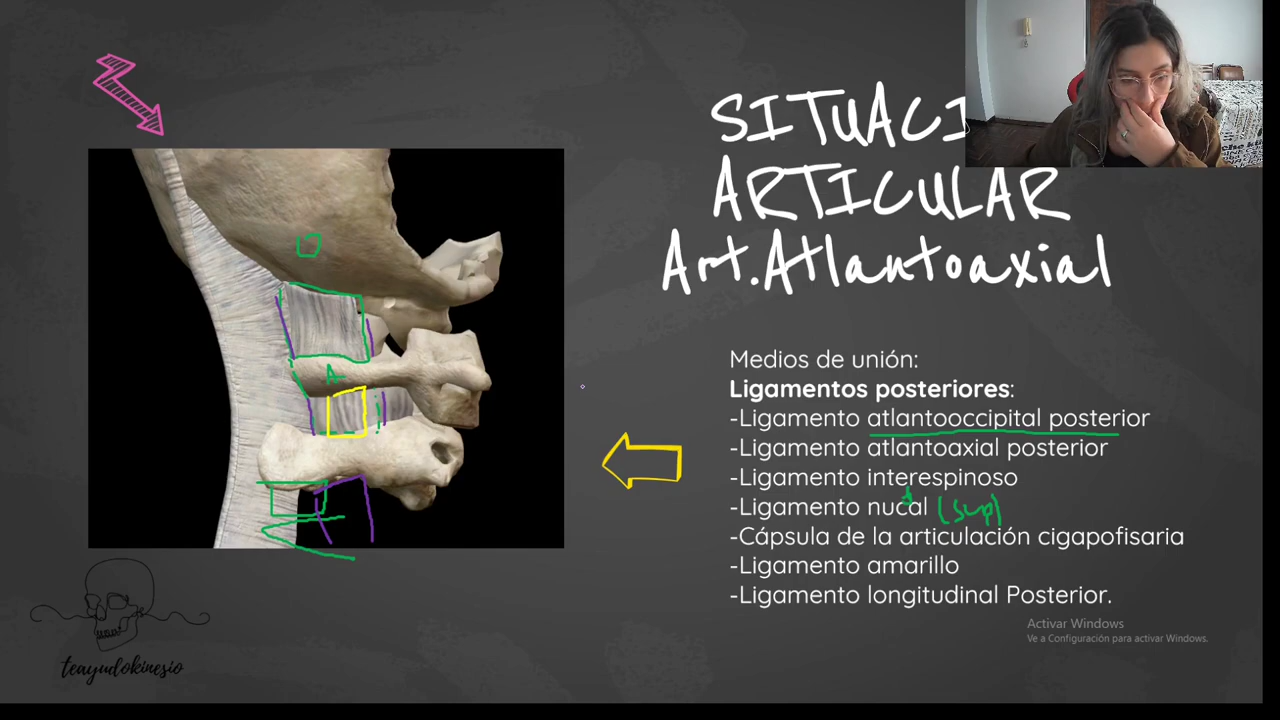 SITUACI
ARTICULAR
Art.Atlantoaxial
Medios de unión:
Ligamentos posteriores:
-Ligamento atlantooccipital posterior
-Ligamento atlantoaxial posterior
-Ligamento interespinoso
-Ligamento nucal (sup)
-Cápsula de la articulación cigapofisaria
-Ligamento amarillo
-Ligamento longitudinal Posterior.
Activar Windows
Ve a Configuración para activar Windows.
A
teayudokinesio